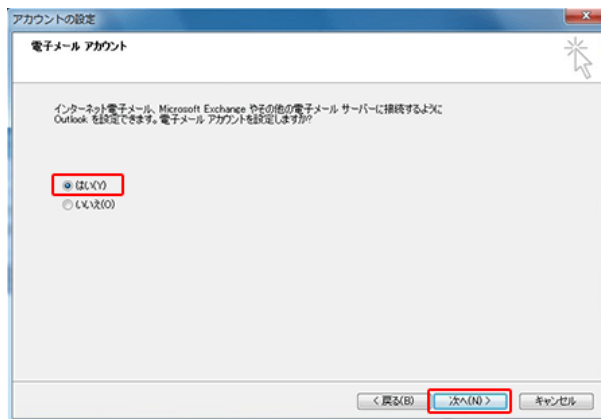 アカウントの設定
電子メール アカウント
インターネット電子メール、Microsoft Exchange やその他の電子メール サーバーに接続するように
Outlook を設定できます。電子メール アカウントを設定しますか?
はい(Y)
いいえ(O)
< 戻る(B) 次へ(N) > キャンセル